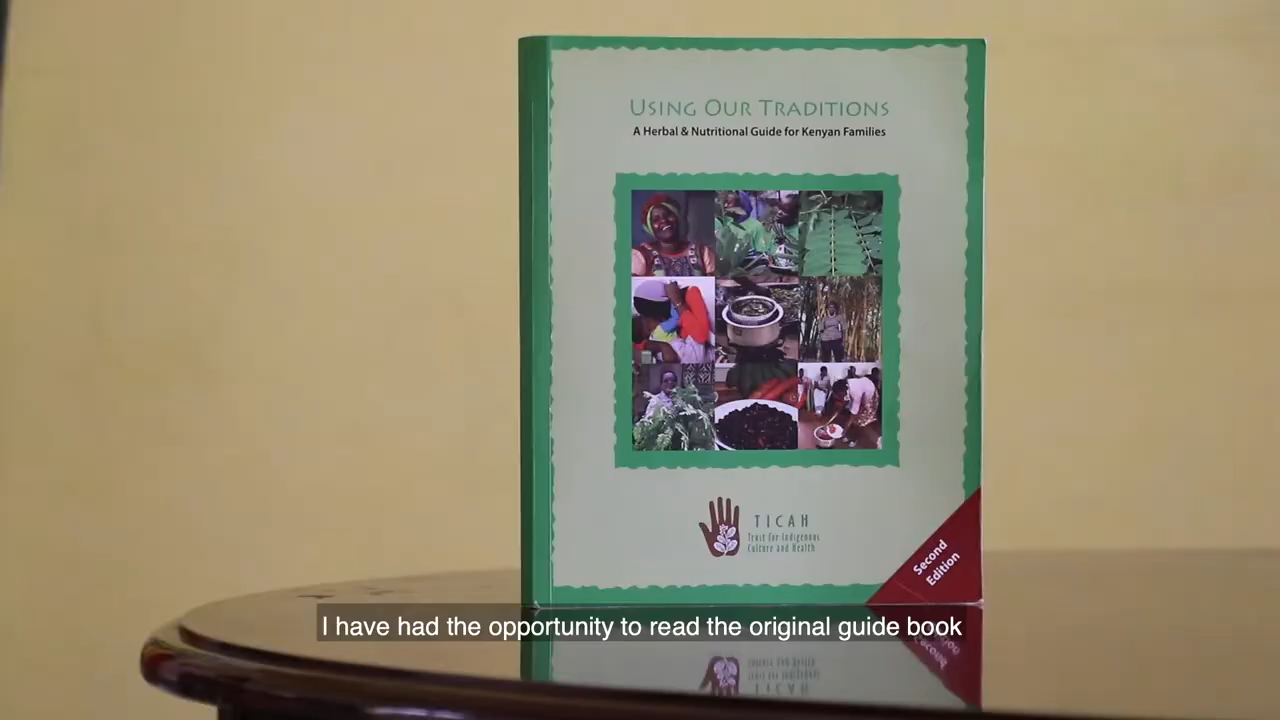 USING OUR TRADITIONS
A Herbal & Nutritional Guide for Kenyan Families
TICAH
Trust for Indigenous
Culture and Health
Second
Edition
I have had the opportunity to read the original guide book